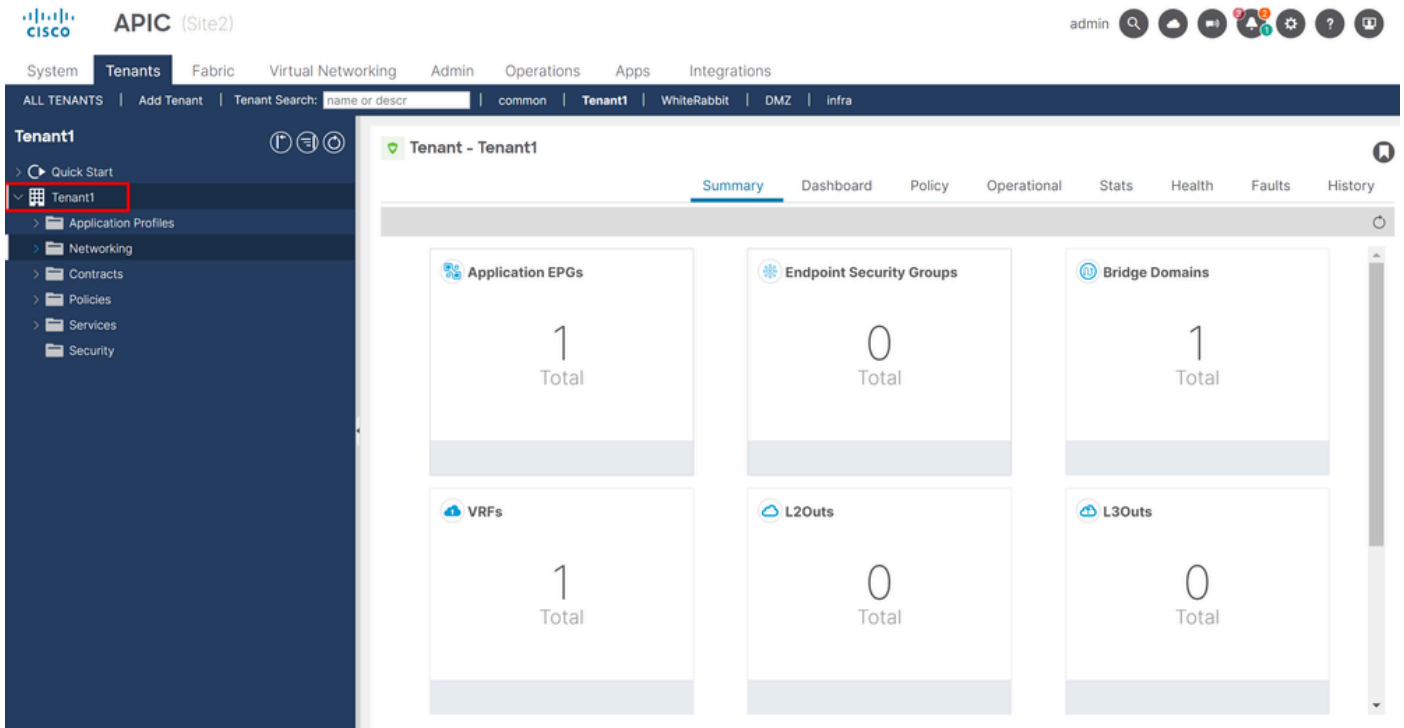 CISCO APIC (Site2) admin
System Tenants Fabric Virtual Networking Admin Operations Apps Integrations
ALL TENANTS | Add Tenant | Tenant Search: name or descr | common | Tenant1 | WhiteRabbit | DMZ | infra
Tenant1
Quick Start
Tenant1
Application Profiles
Networking
Contracts
Policies
Services
Security
Tenant - Tenant1
Summary Dashboard Policy Operational Stats Health Faults History
Application EPGs
1
Total
Endpoint Security Groups
0
Total
Bridge Domains
1
Total
VRFs
1
Total
L2Outs
0
Total
L3Outs
0
Total